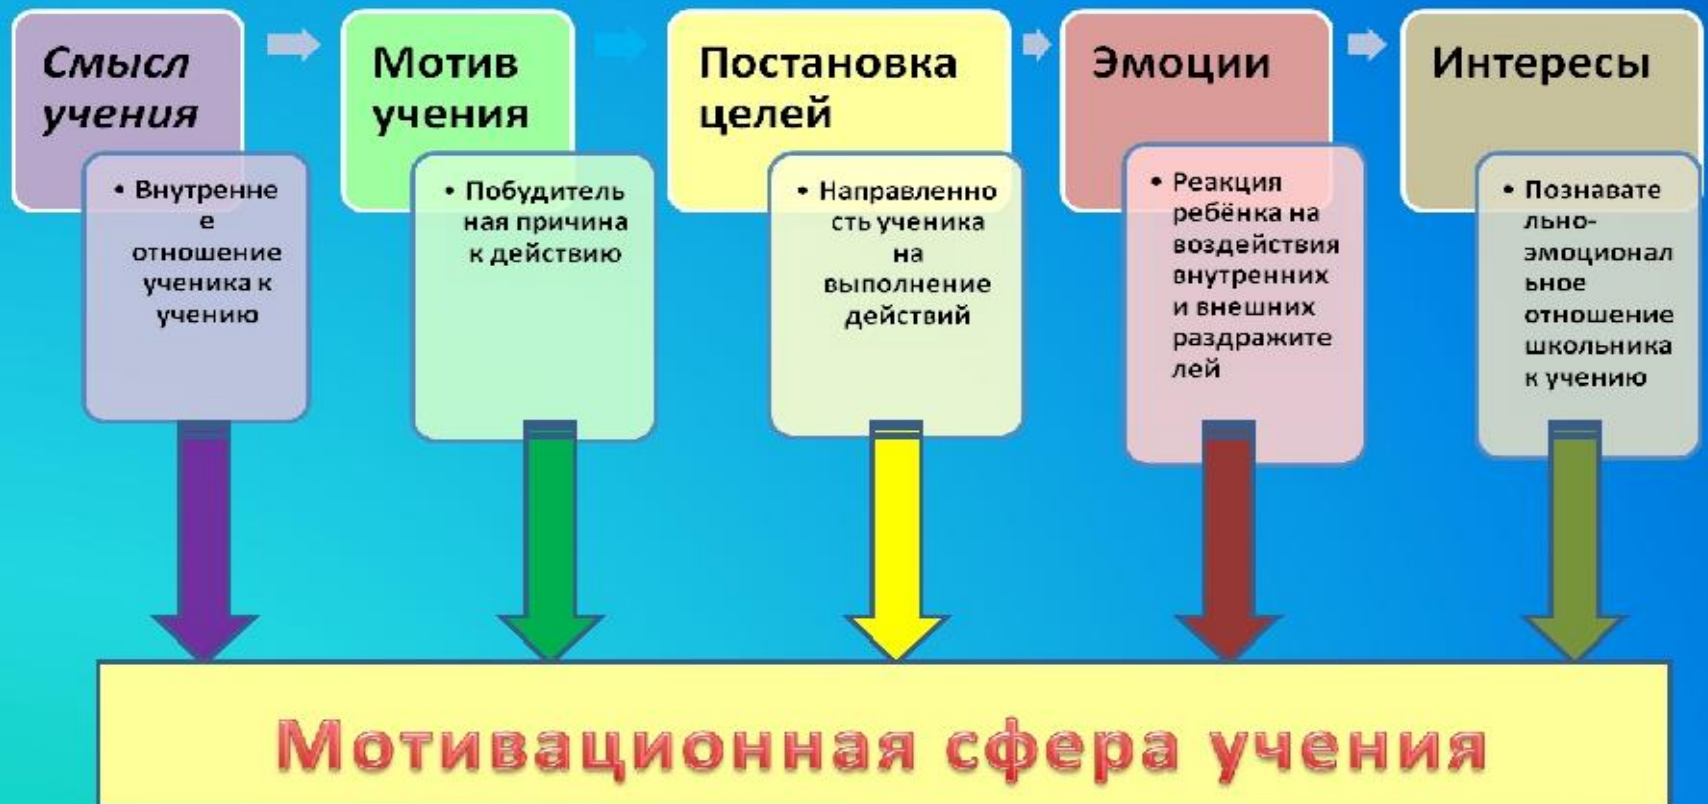 Смысл
учения
• Внутренне
е
отношение
ученика к
учению
Мотив
учения
• Побудитель
ная причина
к действию
Постановка
целей
• Направленно
сть ученика
на
выполнение
действий
Эмоции
• Реакция
ребёнка на
воздействия
внутренних
и внешних
раздражите
лей
Интересы
• Познавате
льно-
эмоционал
ьное
отношение
школьника
к учению
Мотивационная сфера учения